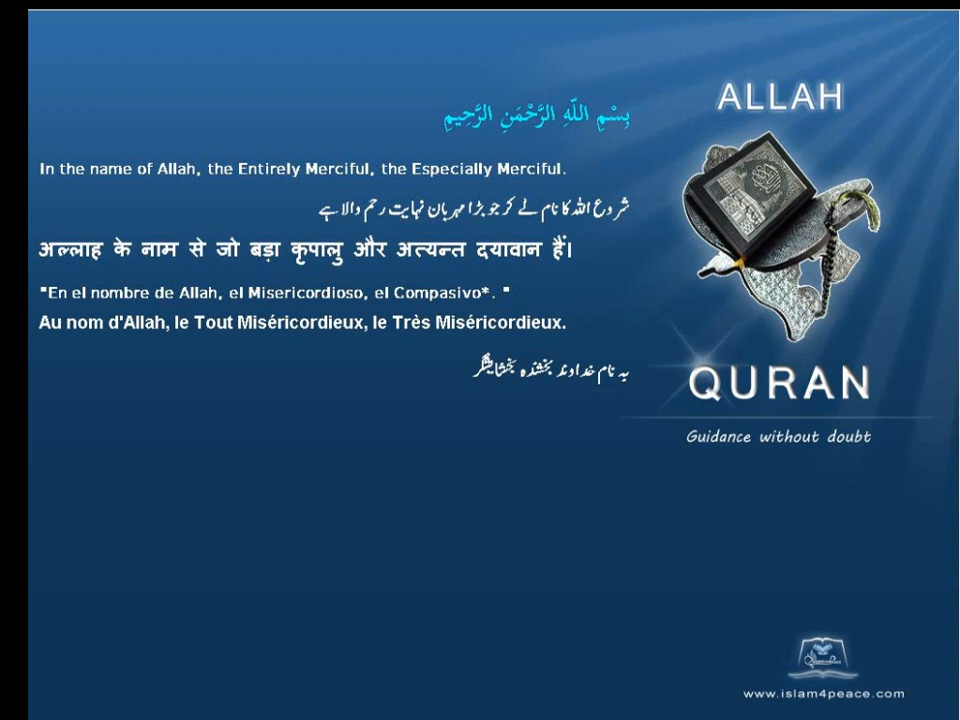 بِسْمِ اللّهِ الرَّحْمَنِ الرَّحِيمِ
In the name of Allah, the Entirely Merciful, the Especially Merciful.
شروع الله کا نام لے کر جو بڑا مہربان نہایت رحم والا ہے
अल्लाह के नाम से जो बड़ा कृपालु और अत्यन्त दयावान हैं।
"En el nombre de Allah, el Misericordioso, el Compasivo*. "
Au nom d'Allah, le Tout Miséricordieux, le Très Miséricordieux.
به نام خداوند بخشنده بخشایشگر
ALLAH
QURAN
Guidance without doubt
www.islam4peace.com